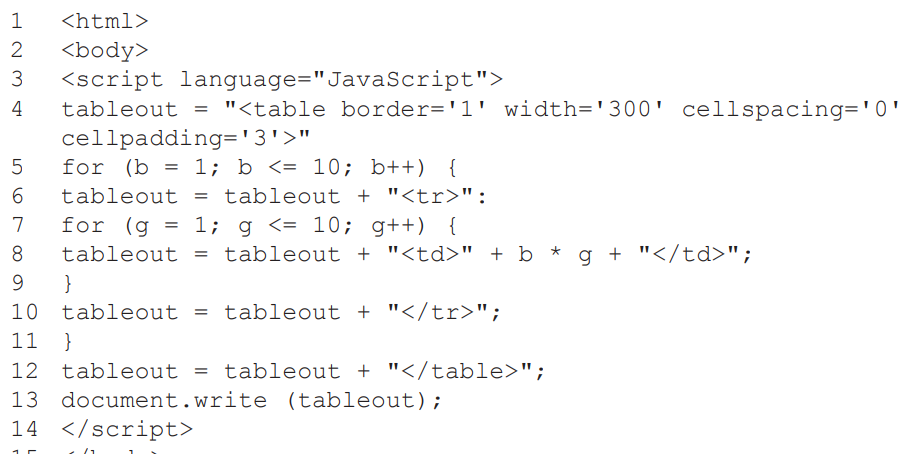 1 <html>
2 <body>
3 <script language="JavaScript">
4 tableout = "<table border='1' width='300' cellspacing='0'
cellpadding='3'>"
5 for (b = 1; b <= 10; b++) {
6 tableout = tableout + "<tr>":
7 for (g = 1; g <= 10; g++) {
8 tableout = tableout + "<td>" + b * g + "</td>";
9 }
10 tableout = tableout + "</tr>";
11 }
12 tableout = tableout + "</table>";
13 document.write (tableout);
14 </script>